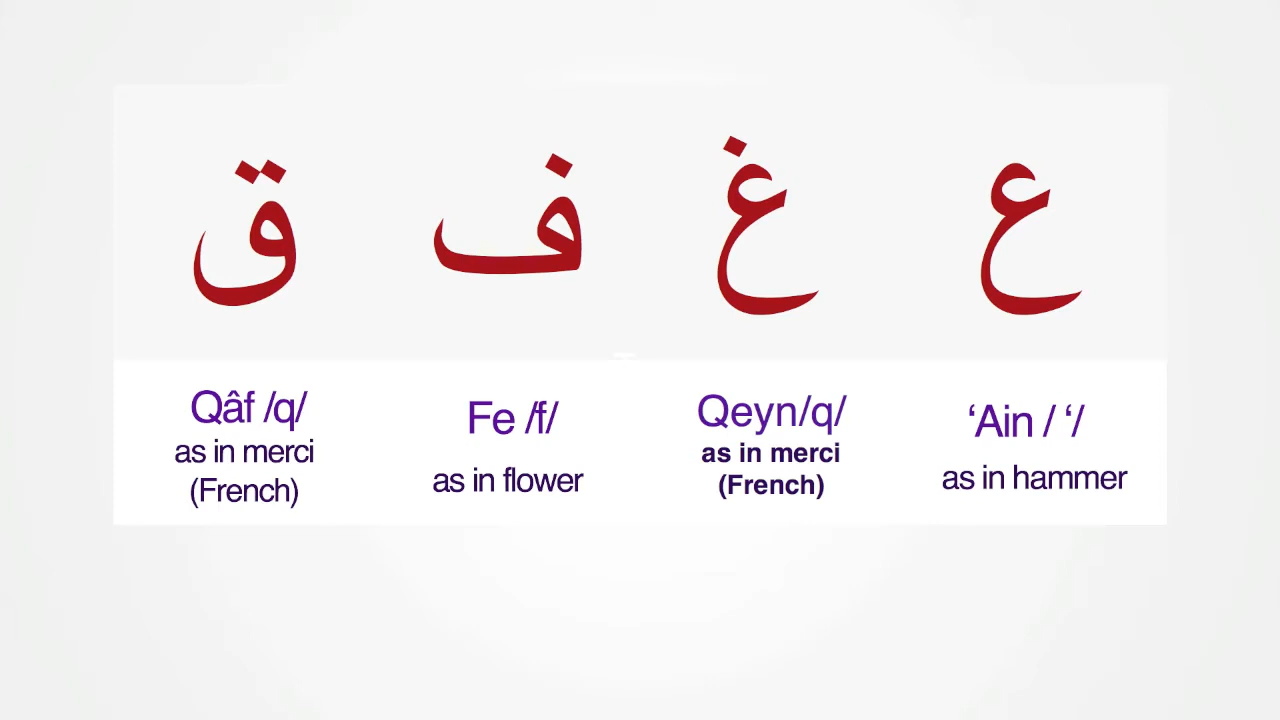 ق ف غ ع
Qâf /q/ Fe /f/ Qeyn/q/ ‘Ain / ‘/
as in merci as in flower as in merci as in hammer
(French) (French)